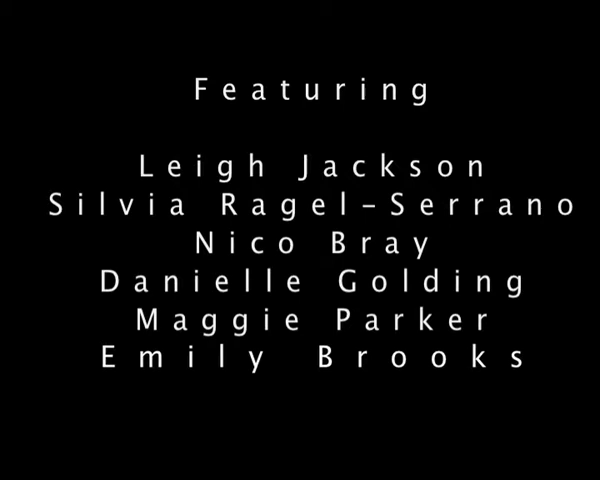 Featuring
Leigh Jackson
Silvia Ragel-Serrano
Nico Bray
Danielle Golding
Maggie Parker
Emily Brooks